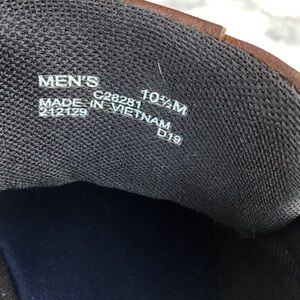 MEN'S
C28281 10½M
MADE IN VIETNAM
212129 D19